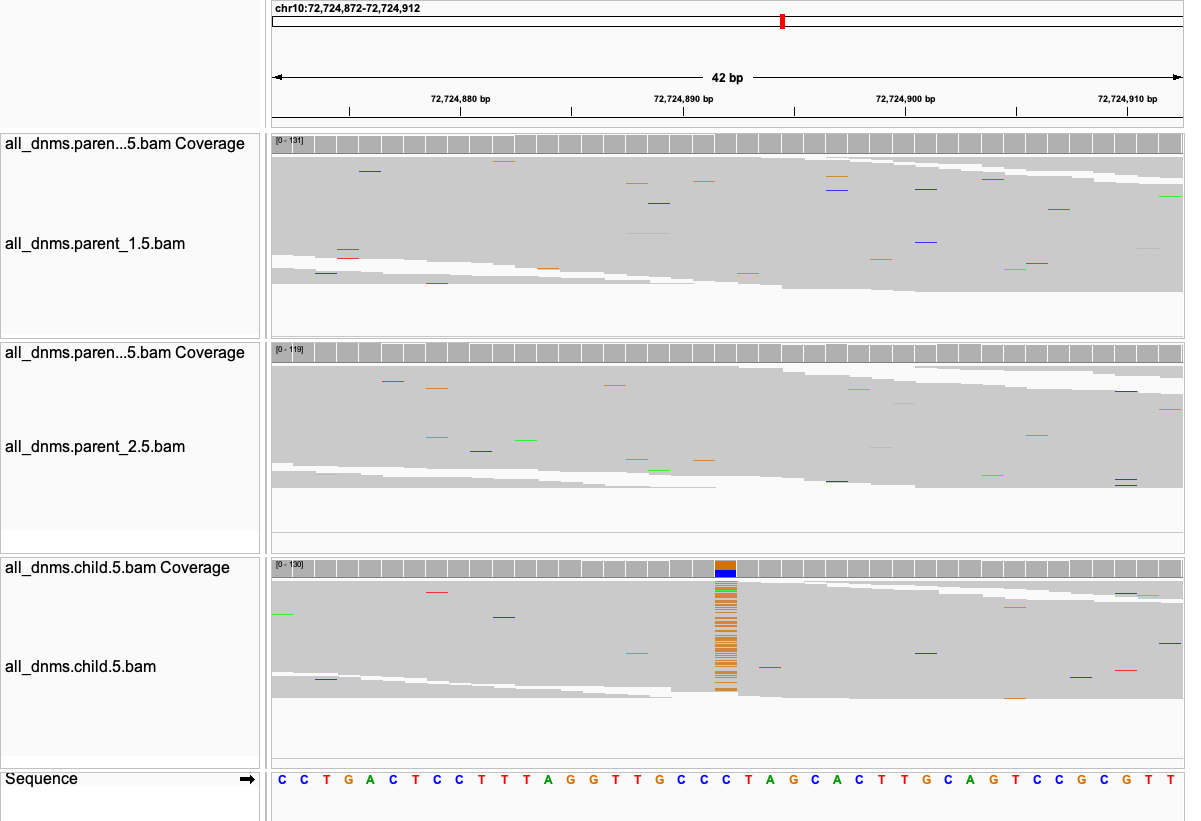 chr10:72,724,872-72,724,912
42 bp
72,724,880 bp 72,724,890 bp 72,724,900 bp 72,724,910 bp
all_dnms.paren...5.bam Coverage
[0 - 131]
all_dnms.parent_1.5.bam
all_dnms.paren...5.bam Coverage
[0 - 119]
all_dnms.parent_2.5.bam
all_dnms.child.5.bam Coverage
[0 - 130]
all_dnms.child.5.bam
Sequence C C T G A C T C C T T T A G G T T G C C C T A G C A C T T G C A G T C C G C G T T